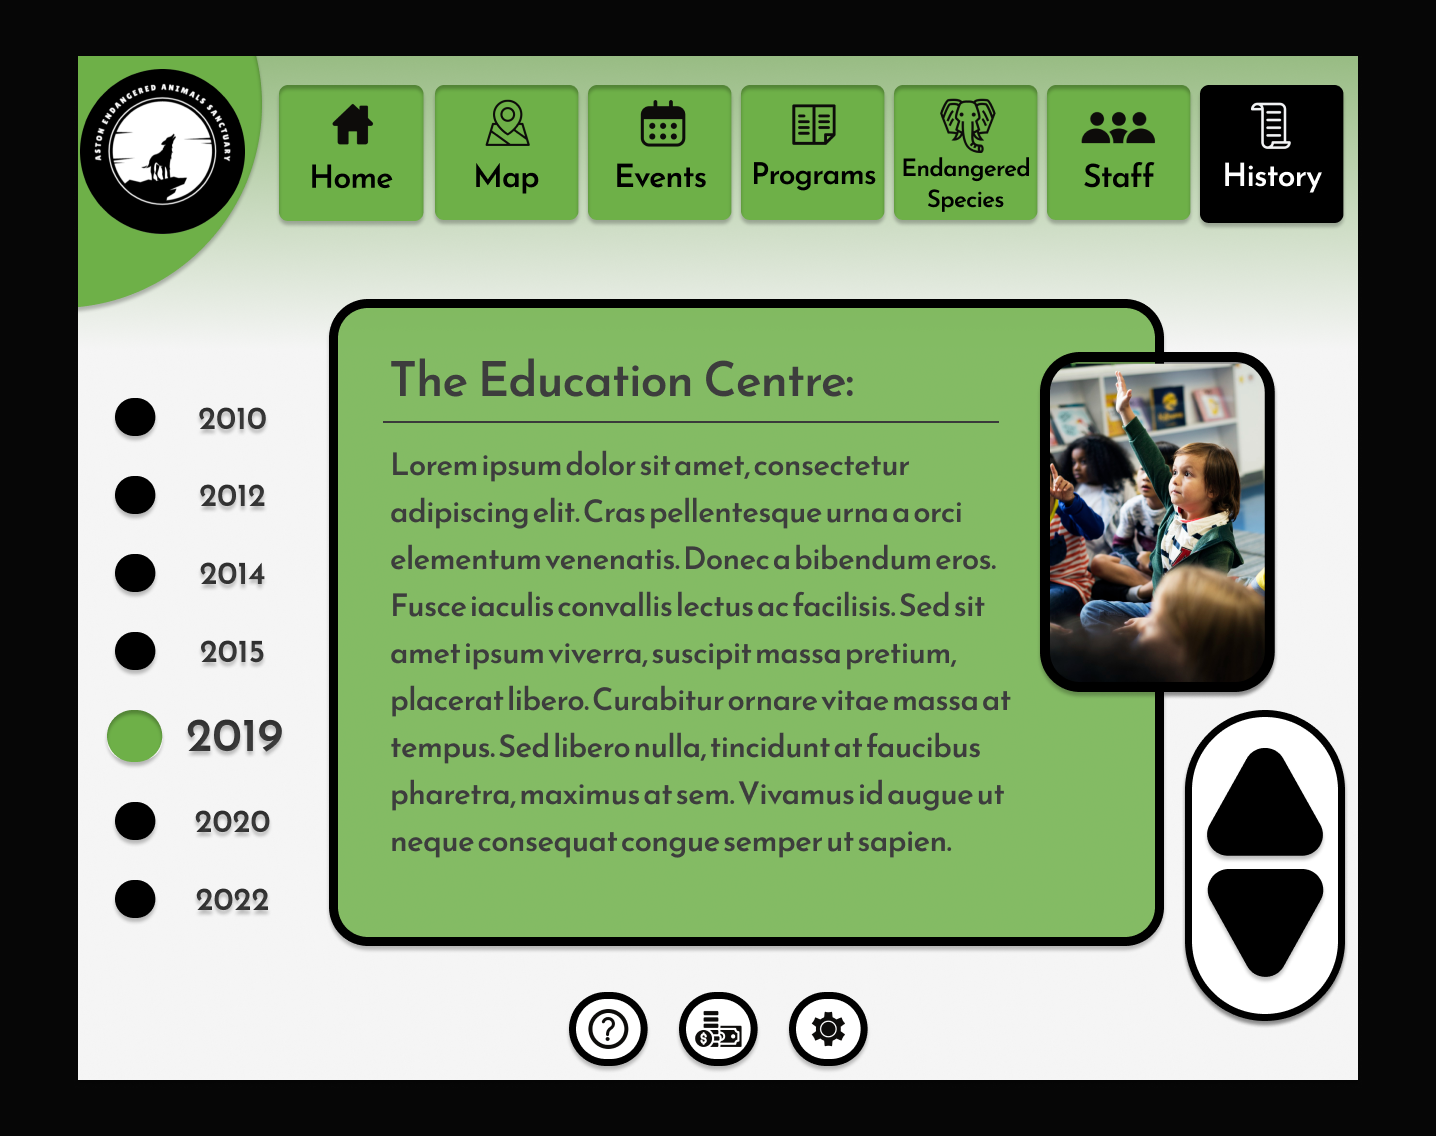 ASTON ENDANGERED ANIMALS SANCTUARY
Home
Map
Events
Programs
Endangered
Species
Staff
History
The Education Centre:
Lorem ipsum dolor sit amet, consectetur
adipiscing elit. Cras pellentesque urna a orci
elementum venenatis. Donec a bibendum eros.
Fusce iaculis convallis lectus ac facilisis. Sed sit
amet ipsum viverra, suscipit massa pretium,
placerat libero. Curabitur ornare vitae massa at
tempus. Sed libero nulla, tincidunt at faucibus
pharetra, maximus at sem. Vivamus id augue ut
neque consequat congue semper ut sapien.
2010
2012
2014
2015
2019
2020
2022
?
$